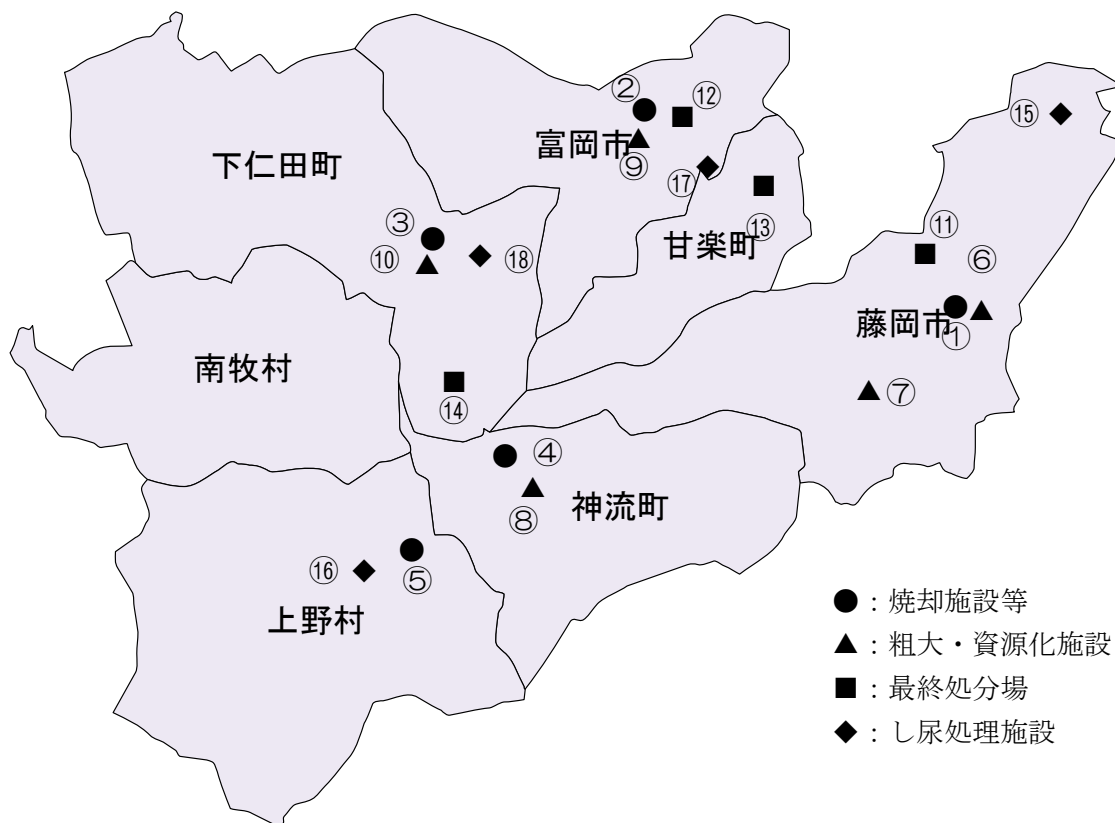 ② ⑫
富岡市
⑨
⑮
下仁田町
⑰
③
⑩ ⑱
甘楽町
⑬
⑪
⑥
藤岡市
①
南牧村
⑭
⑦
④
神流町
⑧
⑯ ⑤
上野村
●：焼却施設等
▲：粗大・資源化施設
■：最終処分場
◆：し尿処理施設